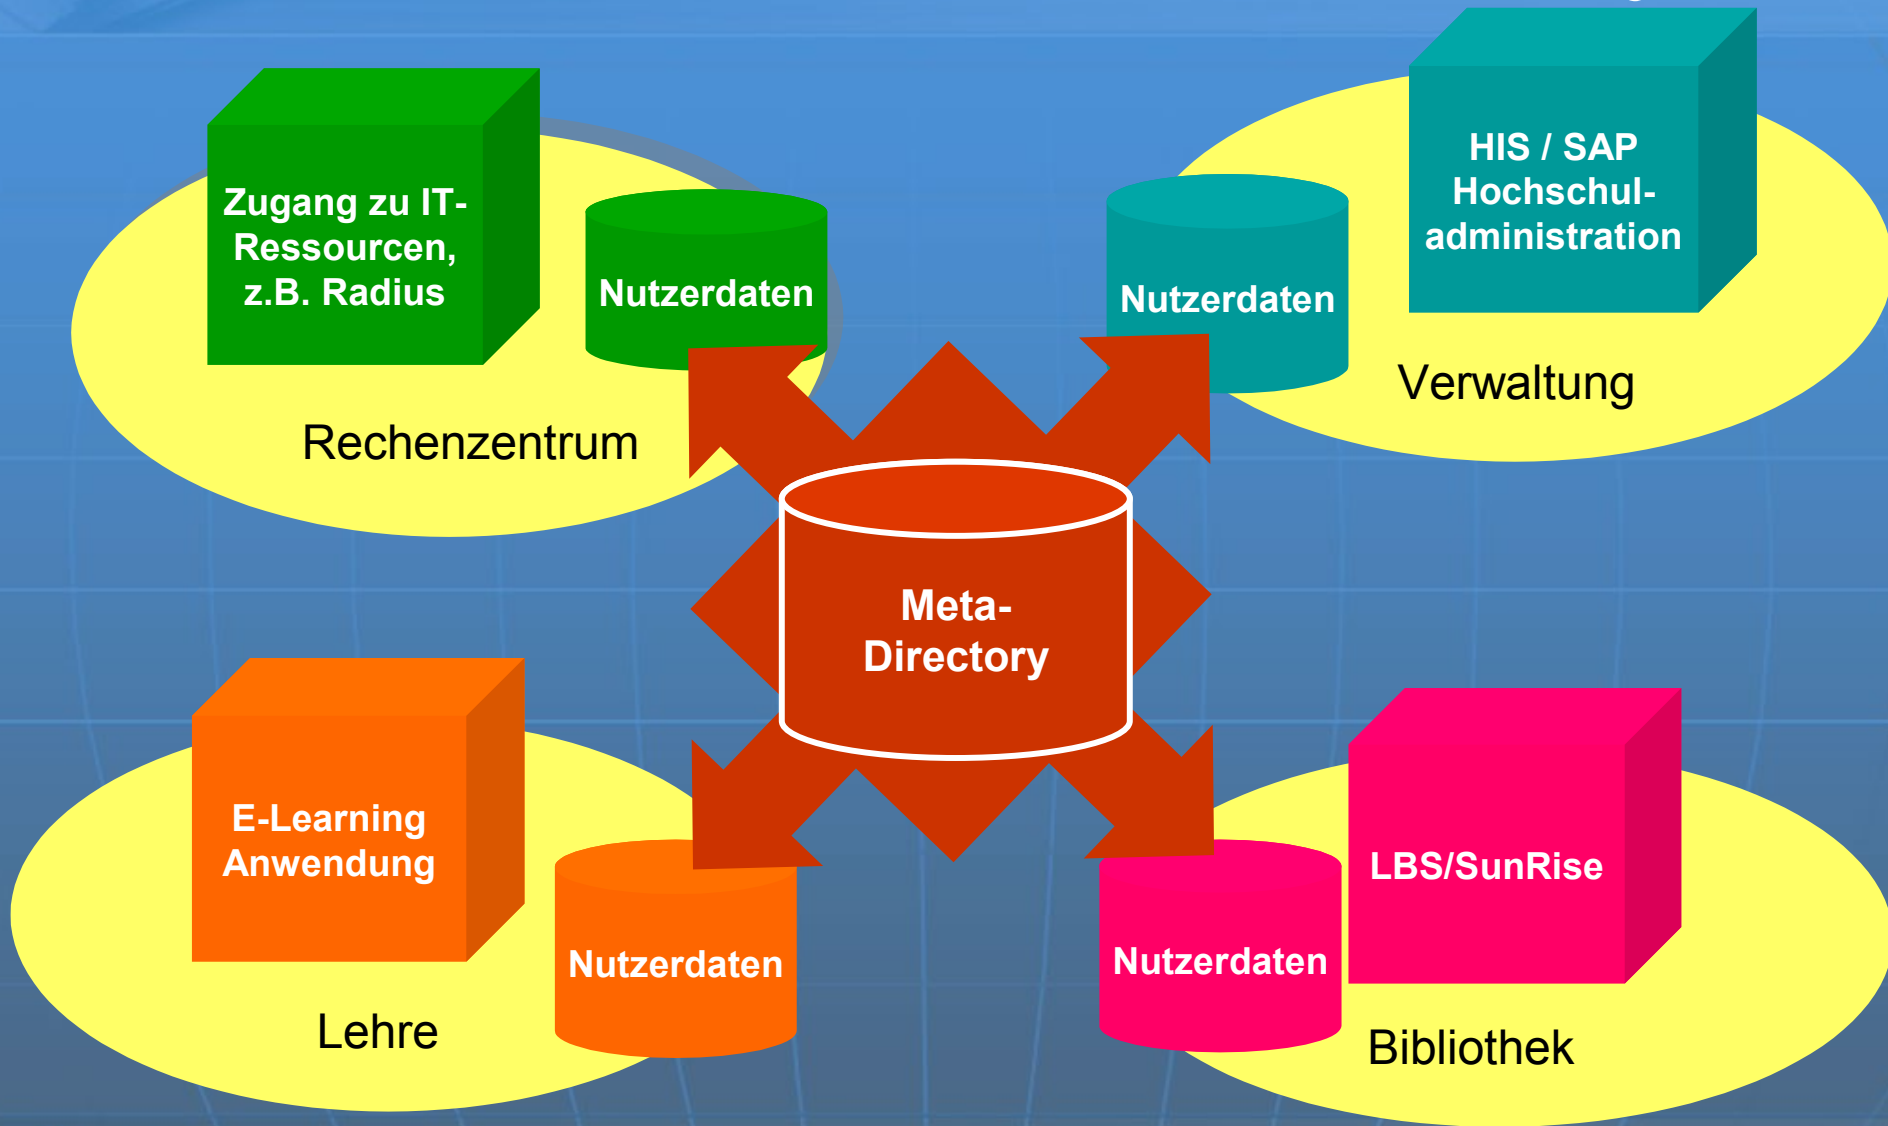 Zugang zu IT-
Ressourcen,
z.B. Radius
Nutzerdaten
Rechenzentrum
HIS / SAP
Hochschul-
administration
Nutzerdaten
Verwaltung
Meta-
Directory
E-Learning
Anwendung
Nutzerdaten
Lehre
LBS/SunRise
Nutzerdaten
Bibliothek